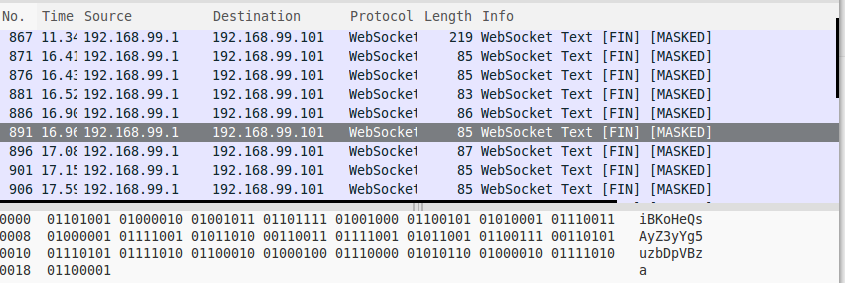 No. Time Source Destination Protocol Length Info
867 11.34 192.168.99.1 192.168.99.101 WebSocket 219 WebSocket Text [FIN] [MASKED]
871 16.41 192.168.99.1 192.168.99.101 WebSocket 85 WebSocket Text [FIN] [MASKED]
876 16.43 192.168.99.1 192.168.99.101 WebSocket 85 WebSocket Text [FIN] [MASKED]
881 16.52 192.168.99.1 192.168.99.101 WebSocket 83 WebSocket Text [FIN] [MASKED]
886 16.90 192.168.99.1 192.168.99.101 WebSocket 86 WebSocket Text [FIN] [MASKED]
891 16.96 192.168.99.1 192.168.99.101 WebSocket 85 WebSocket Text [FIN] [MASKED]
896 17.08 192.168.99.1 192.168.99.101 WebSocket 87 WebSocket Text [FIN] [MASKED]
901 17.15 192.168.99.1 192.168.99.101 WebSocket 85 WebSocket Text [FIN] [MASKED]
906 17.59 192.168.99.1 192.168.99.101 WebSocket 85 WebSocket Text [FIN] [MASKED]
0000 01101001 01000010 01001011 01101111 01001000 01100101 01010001 01110011 iBKoHeQs
0008 01000001 01111001 01011010 00110011 01111001 01011001 01100111 00110101 AyZ3yYg5
0010 01110101 01111010 01100010 01000100 01110000 01010110 01000010 01111010 uzbDpVBz
0018 01100001 a